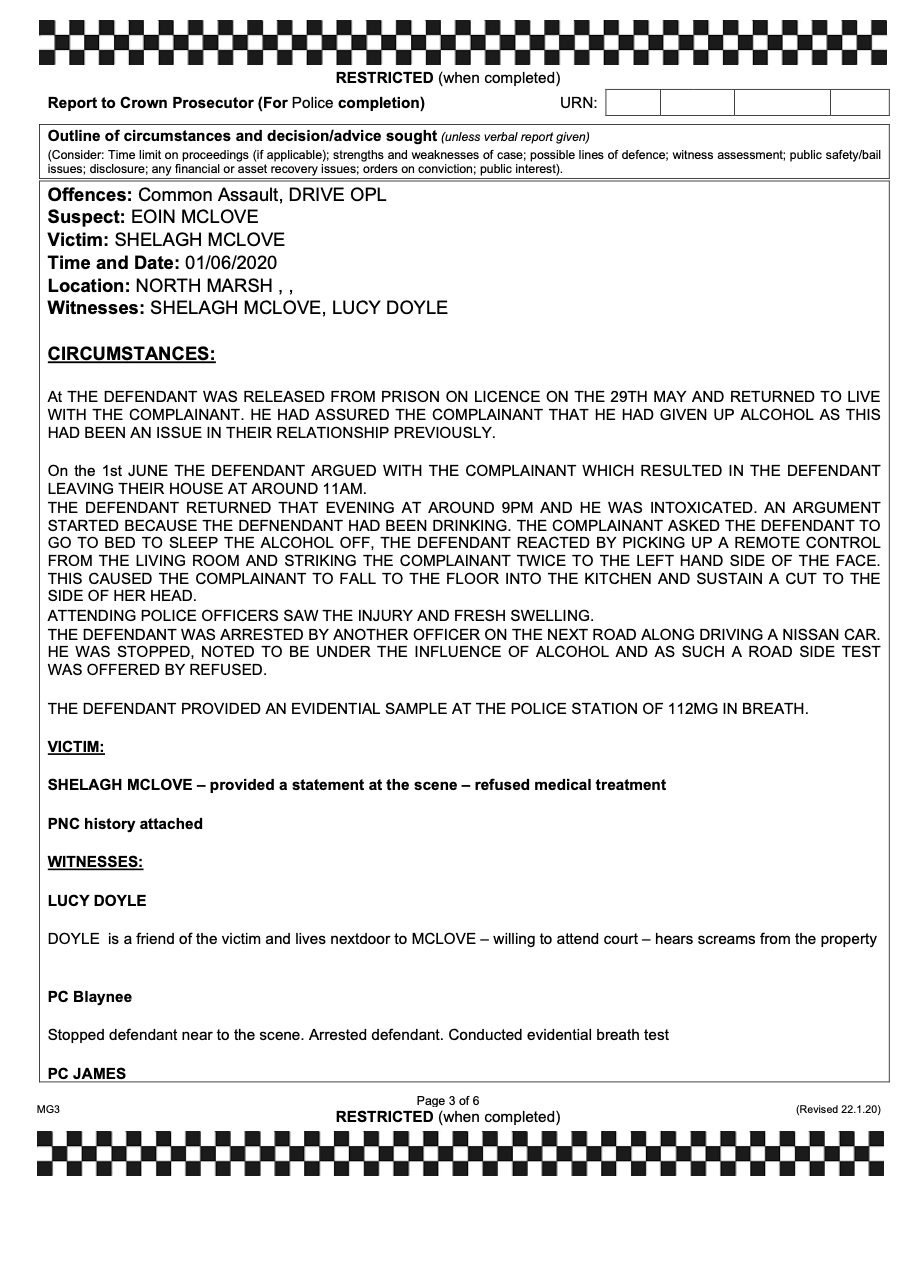 RESTRICTED (when completed)
Report to Crown Prosecutor (For Police completion) URN:
Outline of circumstances and decision/advice sought (unless verbal report given)
(Consider: Time limit on proceedings (if applicable); strengths and weaknesses of case; possible lines of defence; witness assessment; public safety/bail
issues; disclosure; any financial or asset recovery issues; orders on conviction; public interest).
Offences: Common Assault, DRIVE OPL
Suspect: EOIN MCLOVE
Victim: SHELAGH MCLOVE
Time and Date: 01/06/2020
Location: NORTH MARSH , ,
Witnesses: SHELAGH MCLOVE, LUCY DOYLE
CIRCUMSTANCES:
At THE DEFENDANT WAS RELEASED FROM PRISON ON LICENCE ON THE 29TH MAY AND RETURNED TO LIVE
WITH THE COMPLAINANT. HE HAD ASSURED THE COMPLAINANT THAT HE HAD GIVEN UP ALCOHOL AS THIS
HAD BEEN AN ISSUE IN THEIR RELATIONSHIP PREVIOUSLY.
On the 1st JUNE THE DEFENDANT ARGUED WITH THE COMPLAINANT WHICH RESULTED IN THE DEFENDANT
LEAVING THEIR HOUSE AT AROUND 11AM.
THE DEFENDANT RETURNED THAT EVENING AT AROUND 9PM AND HE WAS INTOXICATED. AN ARGUMENT
STARTED BECAUSE THE DEFNENDANT HAD BEEN DRINKING. THE COMPLAINANT ASKED THE DEFENDANT TO
GO TO BED TO SLEEP THE ALCOHOL OFF, THE DEFENDANT REACTED BY PICKING UP A REMOTE CONTROL
FROM THE LIVING ROOM AND STRIKING THE COMPLAINANT TWICE TO THE LEFT HAND SIDE OF THE FACE.
THIS CAUSED THE COMPLAINANT TO FALL TO THE FLOOR INTO THE KITCHEN AND SUSTAIN A CUT TO THE
SIDE OF HER HEAD.
ATTENDING POLICE OFFICERS SAW THE INJURY AND FRESH SWELLING.
THE DEFENDANT WAS ARRESTED BY ANOTHER OFFICER ON THE NEXT ROAD ALONG DRIVING A NISSAN CAR.
HE WAS STOPPED, NOTED TO BE UNDER THE INFLUENCE OF ALCOHOL AND AS SUCH A ROAD SIDE TEST
WAS OFFERED BY REFUSED.
THE DEFENDANT PROVIDED AN EVIDENTIAL SAMPLE AT THE POLICE STATION OF 112MG IN BREATH.
VICTIM:
SHELAGH MCLOVE – provided a statement at the scene – refused medical treatment
PNC history attached
WITNESSES:
LUCY DOYLE
DOYLE  is a friend of the victim and lives nextdoor to MCLOVE – willing to attend court – hears screams from the property
PC Blaynee
Stopped defendant near to the scene. Arrested defendant. Conducted evidential breath test
PC JAMES
Page 3 of 6
MG3 RESTRICTED (when completed) (Revised 22.1.20)